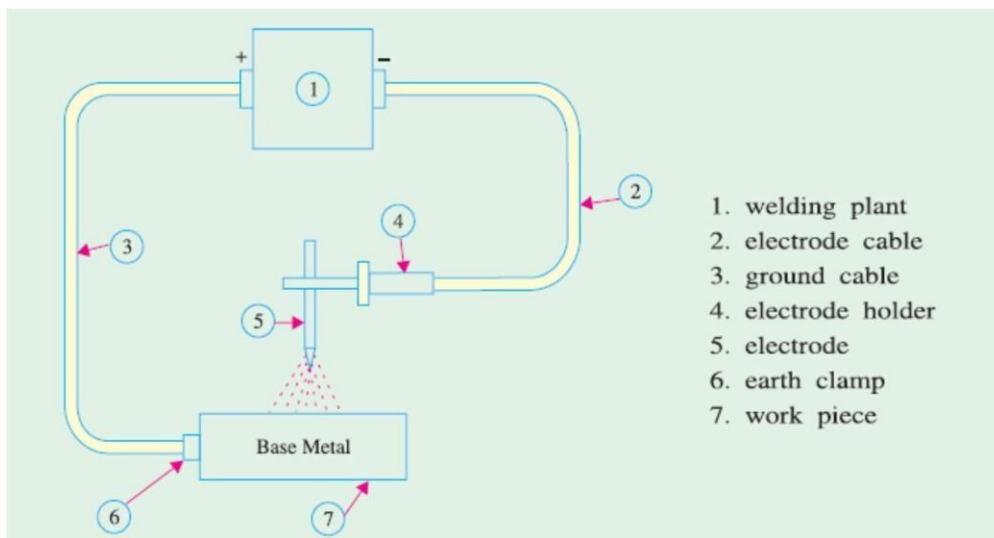 +
−
1
2
3
4
5
6
7
Base Metal
1. welding plant
2. electrode cable
3. ground cable
4. electrode holder
5. electrode
6. earth clamp
7. work piece